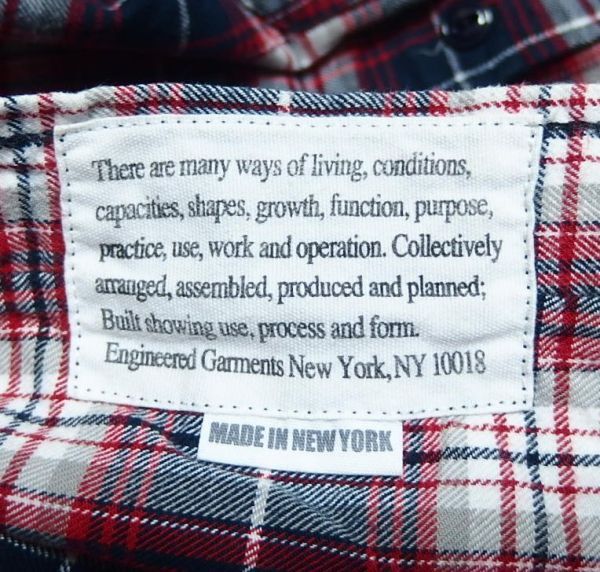 There are many ways of living, conditions,
capacities, shapes, growth, function, purpose,
practice, use, work and operation. Collectively
arranged, assembled, produced and planned;
Built showing use, process and form.
Engineered Garments New York, NY 10018
MADE IN NEW YORK